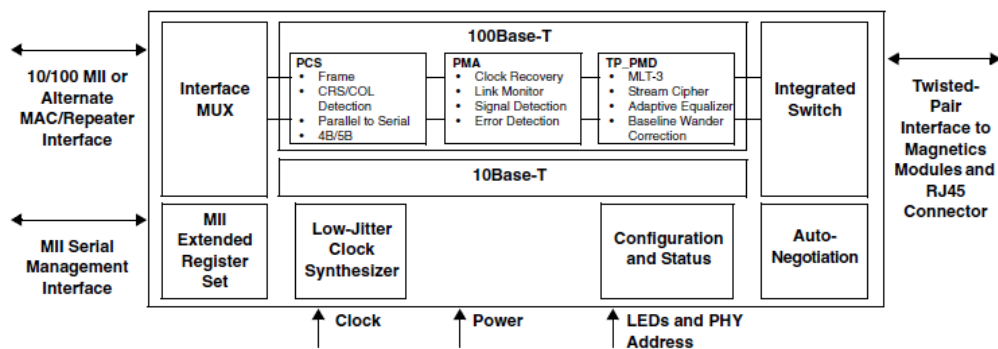 10/100 MII or
Alternate
MAC/Repeater
Interface
MII Serial
Management
Interface
Interface
MUX
100Base-T
PCS
• Frame
• CRS/COL
Detection
• Parallel to Serial
• 4B/5B
PMA
• Clock Recovery
• Link Monitor
• Signal Detection
• Error Detection
TP_PMD
• MLT-3
• Stream Cipher
• Adaptive Equalizer
• Baseline Wander
Correction
10Base-T
Integrated
Switch
Twisted-
Pair
Interface to
Magnetics
Modules and
RJ45
Connector
MII
Extended
Register
Set
Low-Jitter
Clock
Synthesizer
Configuration
and Status
Auto-
Negotiation
Clock
Power
LEDs and PHY
Address